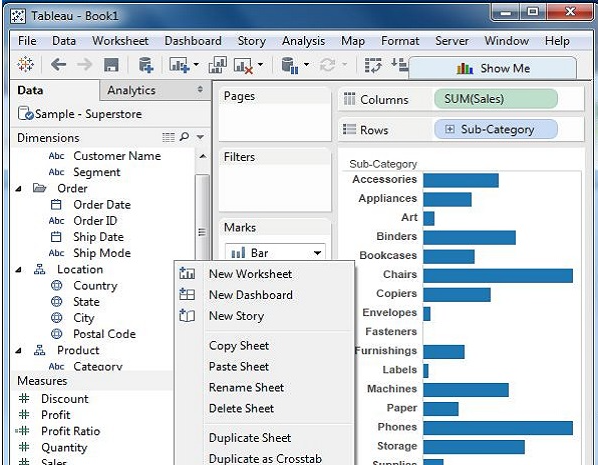 Tableau - Book1
File Data Worksheet Dashboard Story Analysis Map Format Server Window Help
Show Me
Data Analytics
Sample - Superstore
Dimensions
Abc Customer Name
Abc Segment
Order
Order Date
Abc Order ID
Ship Date
Abc Ship Mode
Location
Country
State
City
Postal Code
Product
Abc Category
Measures
# Discount
# Profit
=# Profit Ratio
# Quantity
# Sales
Pages
Filters
Marks
Bar
New Worksheet
New Dashboard
New Story
Copy Sheet
Paste Sheet
Rename Sheet
Delete Sheet
Duplicate Sheet
Duplicate as Crosstab
Columns SUM(Sales)
Rows Sub-Category
Sub-Category
Accessories
Appliances
Art
Binders
Bookcases
Chairs
Copiers
Envelopes
Fasteners
Furnishings
Labels
Machines
Paper
Phones
Storage
Supplies